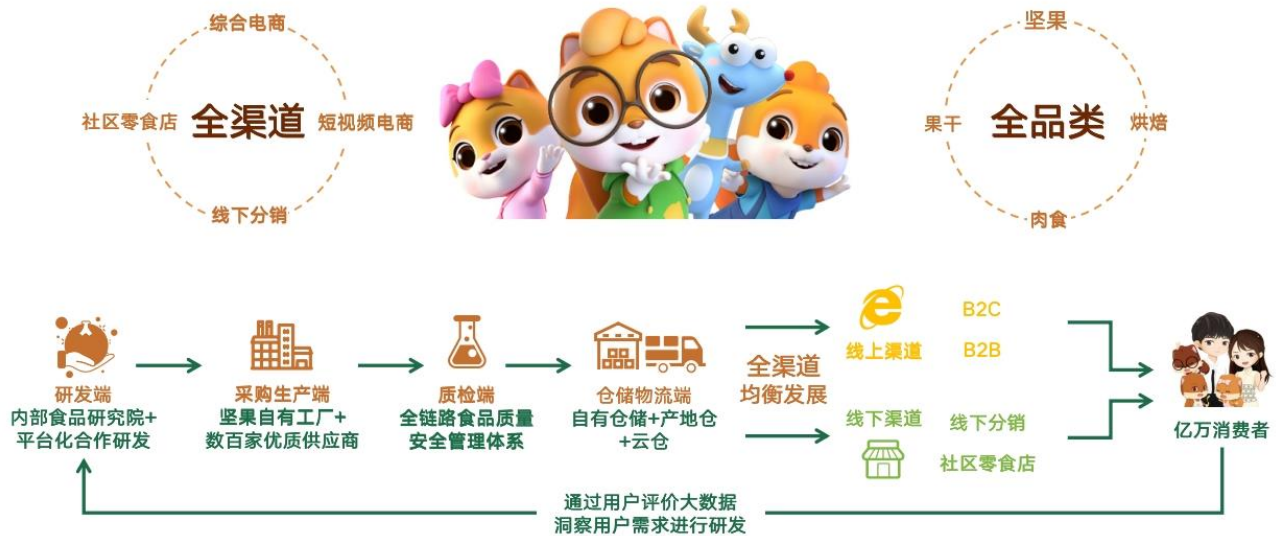 综合电商
社区零食店
全渠道
短视频电商
线下分销
坚果
果干
全品类
烘焙
肉食
研发端
内部食品研究院+
平台化合作研发
采购生产端
坚果自有工厂+
数百家优质供应商
质检端
全链路食品质量
安全管理体系
仓储物流端
自有仓储+产地仓
+云仓
全渠道
均衡发展
线上渠道
B2C
B2B
线下渠道
线下分销
社区零食店
亿万消费者
通过用户评价大数据
洞察用户需求进行研发